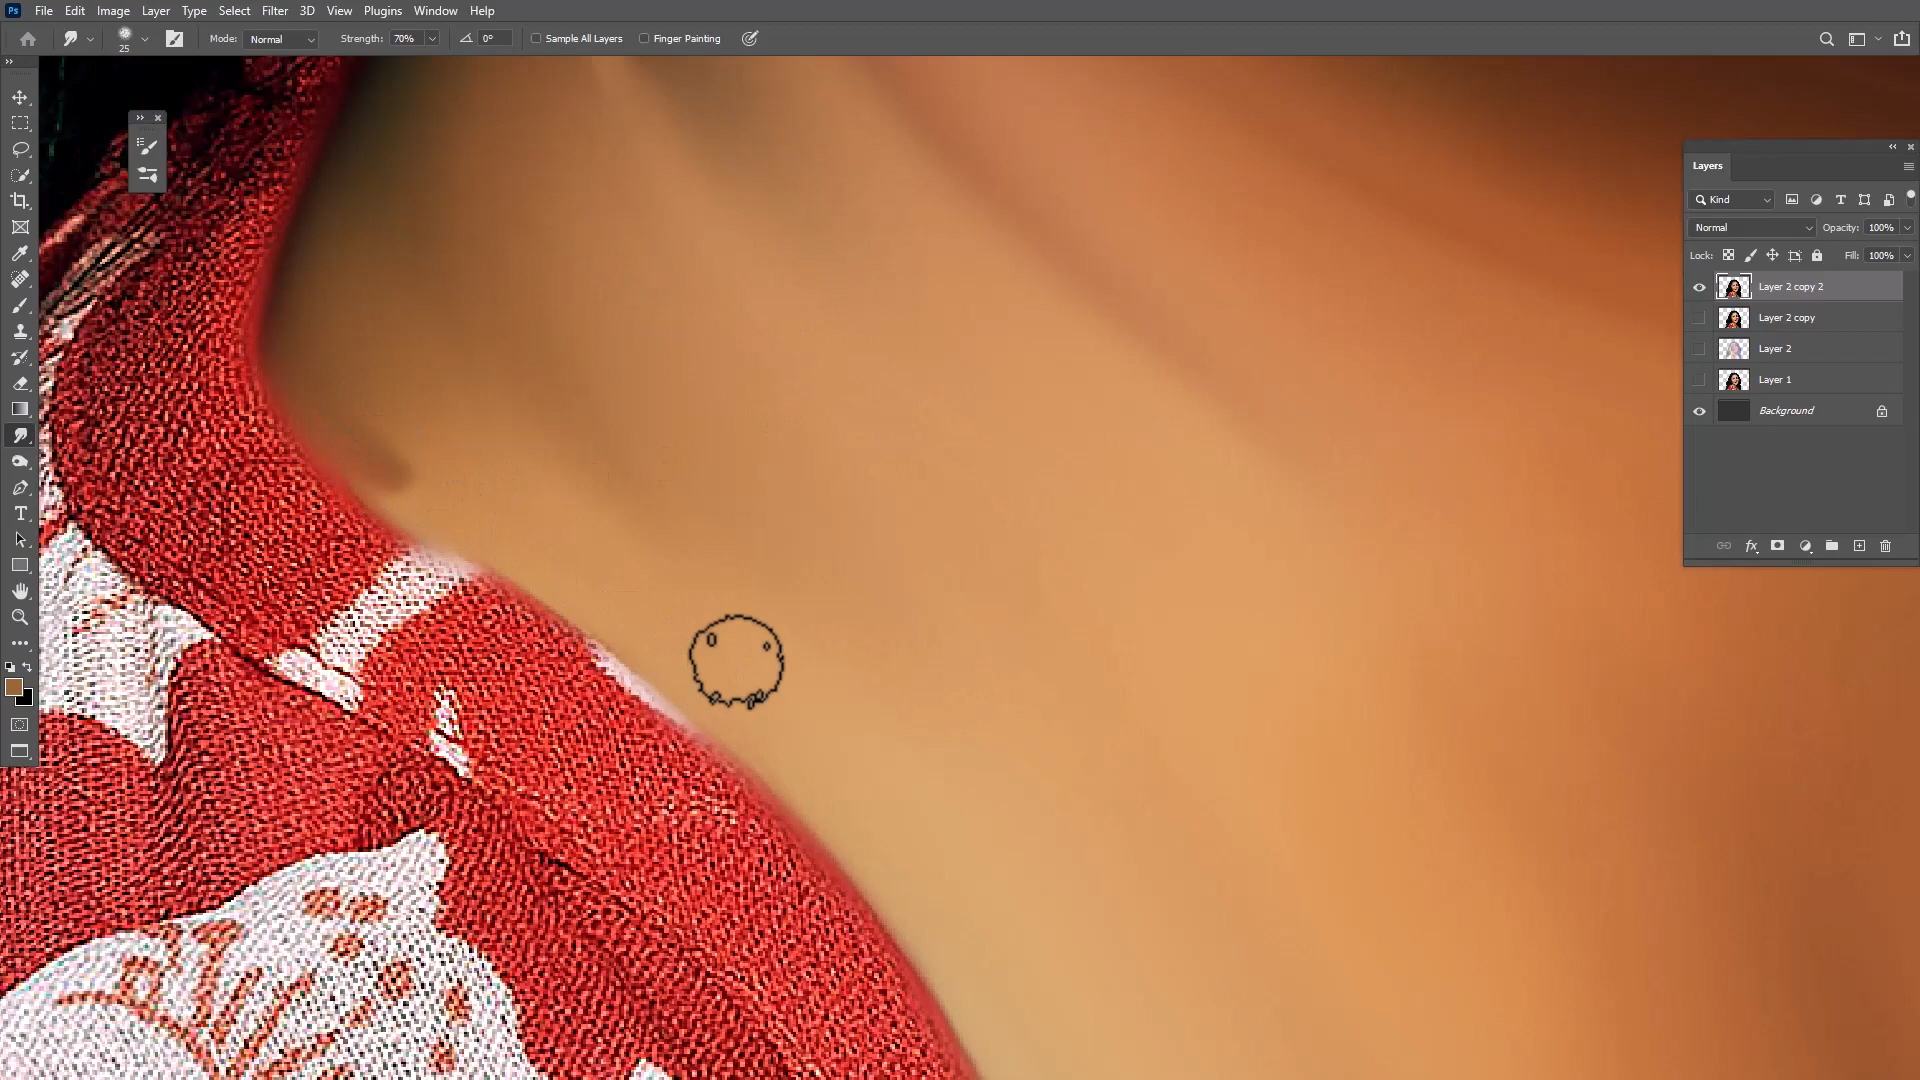 Ps File Edit Image Layer Type Select Filter 3D View Plugins Window Help
25 Mode: Normal Strength: 70% 0° Sample All Layers Finger Painting
Layers
Kind
Normal Opacity: 100%
Lock: Fill: 100%
Layer 2 copy 2
Layer 2 copy
Layer 2
Layer 1
Background
fx